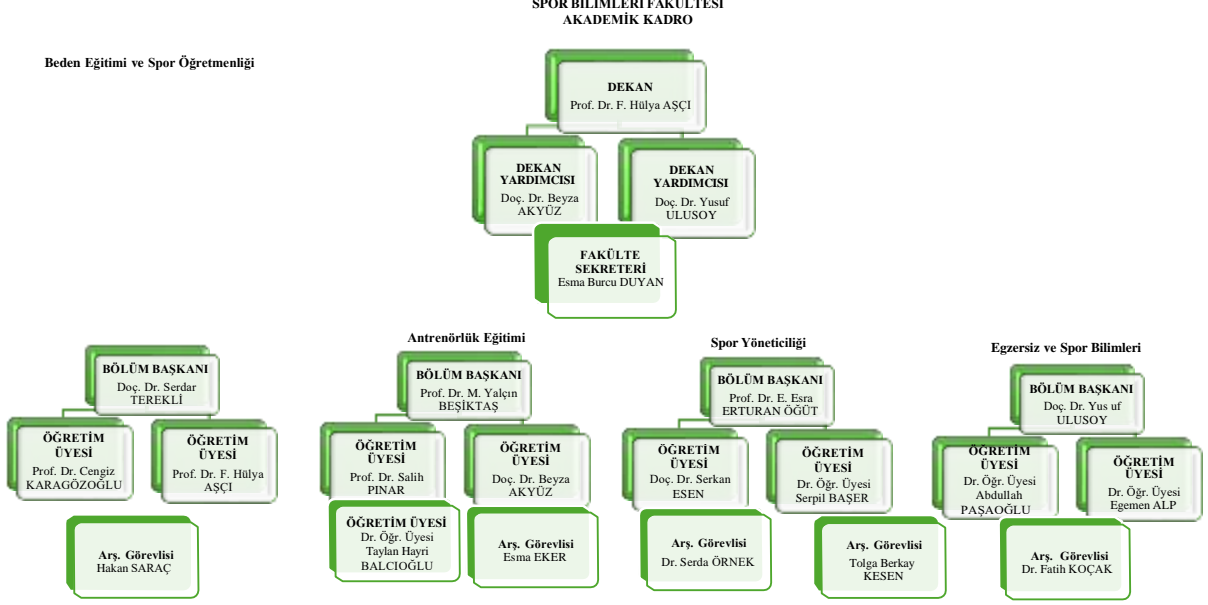 SPOR BİLİMLERİ FAKÜLTESİ
AKADEMİK KADRO
Beden Eğitimi ve Spor Öğretmenliği
DEKAN
Prof. Dr. F. Hülya AŞÇI
DEKAN
YARDIMCISI
Doç. Dr. Beyza
AKYÜZ
DEKAN
YARDIMCISI
Doç. Dr. Yusuf
ULUSOY
FAKÜLTE
SEKRETERİ
Esma Burcu DUYAN
BÖLÜM BAŞKANI
Doç. Dr. Serdar
TEREKLİ
ÖĞRETİM
ÜYESİ
Prof. Dr. Cengiz
KARAGÖZOĞLU
ÖĞRETİM
ÜYESİ
Prof. Dr. F. Hülya
AŞÇI
Arş. Görevlisi
Hakan SARAÇ
Antrenörlük Eğitimi
BÖLÜM BAŞKANI
Prof. Dr. M. Yalçın
BEŞİKTAŞ
ÖĞRETİM
ÜYESİ
Prof. Dr. Salih
PINAR
ÖĞRETİM
ÜYESİ
Doç. Dr. Beyza
AKYÜZ
ÖĞRETİM ÜYESİ
Dr. Öğr. Üyesi
Taylan Hayri
BALCIOĞLU
Arş. Görevlisi
Esma EKER
Spor Yöneticiliği
BÖLÜM BAŞKANI
Prof. Dr. E. Esra
ERTURAN ÖĞÜT
ÖĞRETİM
ÜYESİ
Doç. Dr. Serkan
ESEN
ÖĞRETİM
ÜYESİ
Dr. Öğr. Üyesi
Serpil BAŞER
Arş. Görevlisi
Dr. Serda ÖRNEK
Arş. Görevlisi
Tolga Berkay
KESEN
Egzersiz ve Spor Bilimleri
BÖLÜM BAŞKANI
Doç. Dr. Yus uf
ULUSOY
ÖĞRETİM
ÜYESİ
Dr. Öğr. Üyesi
Abdullah
PAŞAOĞLU
ÖĞRETİM
ÜYESİ
Dr. Öğr. Üyesi
Egemen ALP
Arş. Görevlisi
Dr. Fatih KOÇAK